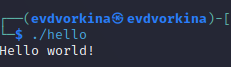 ┌──(evdvorkina㉿evdvorkina)-[
└─$ ./hello
Hello world!